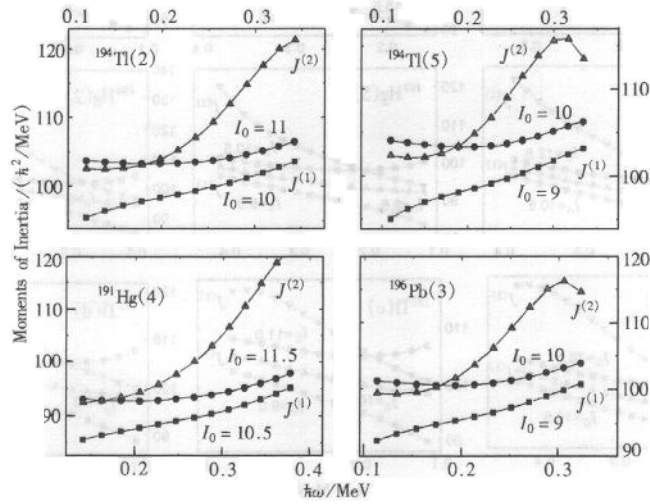 0.1 0.2 0.3
0.1 0.2 0.3
Moments of Inertia/(ħ²/MeV)
120
110
100
¹⁹⁴Tl(2)
J⁽²⁾
I₀ = 11
J⁽¹⁾
I₀ = 10
¹⁹⁴Tl(5)
J⁽²⁾
I₀ = 10
J⁽¹⁾
I₀ = 9
110
100
120
110
100
90
¹⁹¹Hg(4)
J⁽²⁾
I₀ = 11.5
J⁽¹⁾
I₀ = 10.5
¹⁹⁶Pb(3)
J⁽²⁾
I₀ = 10
J⁽¹⁾
I₀ = 9
120
110
100
90
0.2 0.3 0.4
0.1 0.2 0.3
ħω/MeV